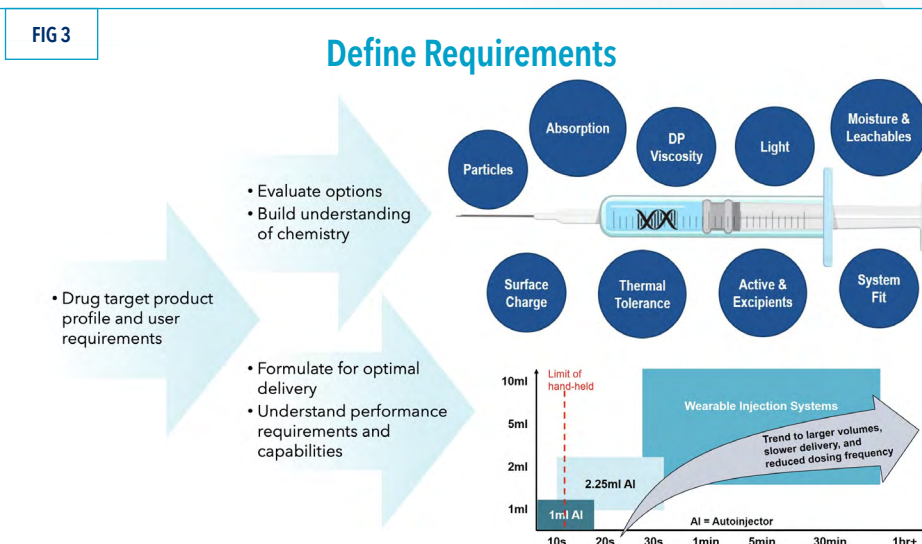 FIG 3
Define Requirements
• Drug target product
profile and user
requirements
• Evaluate options
• Build understanding
of chemistry
• Formulate for optimal
delivery
• Understand performance
requirements and
capabilities
Particles
Absorption
DP
Viscosity
Light
Moisture &
Leachables
Surface
Charge
Thermal
Tolerance
Active &
Excipients
System
Fit
10ml
5ml
2ml
1ml
Limit of
hand-held
Wearable Injection Systems
Trend to larger volumes,
slower delivery, and
reduced dosing frequency
2.25ml AI
1ml AI
AI = Autoinjector
10s 20s 30s 1min 5min 30min 1hr+